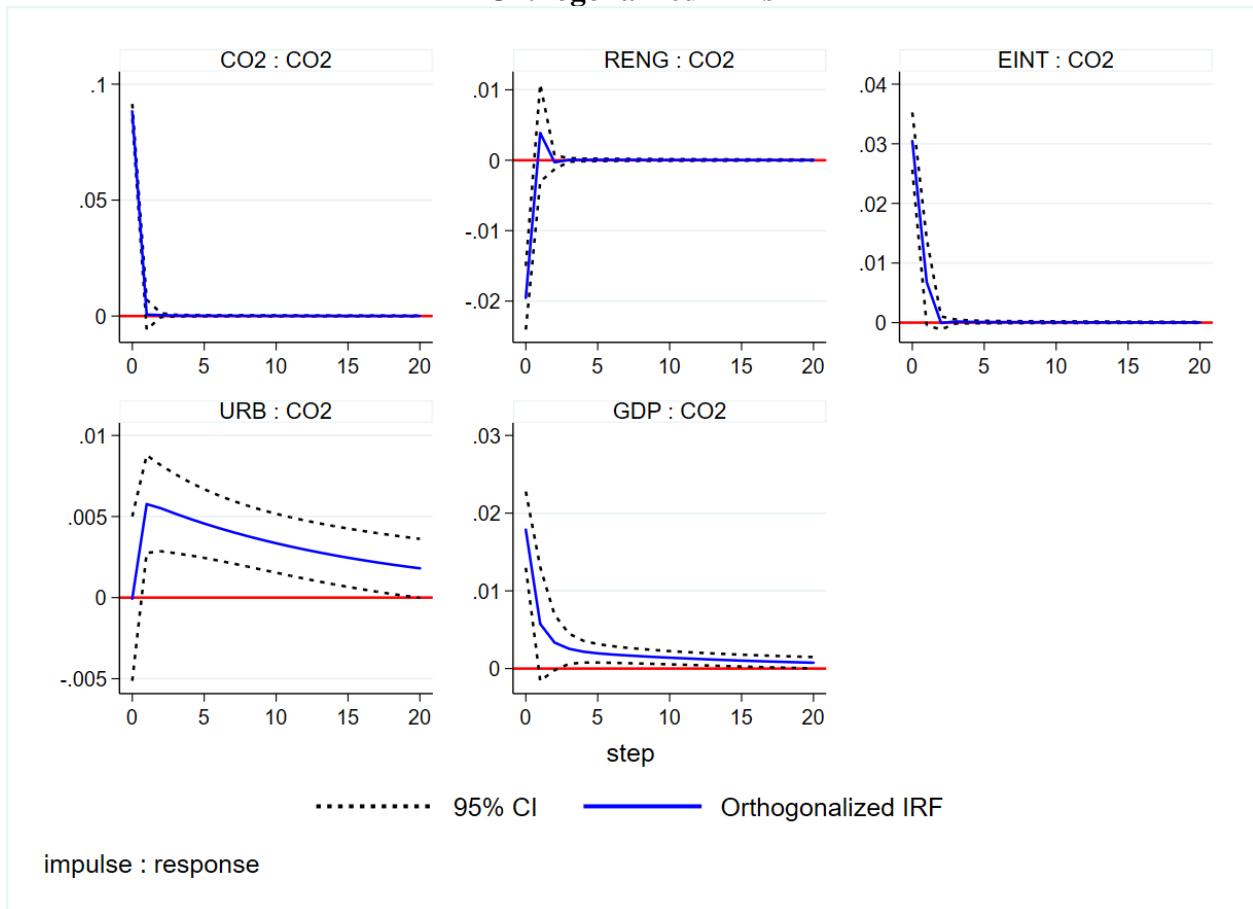 CO2 : CO2
RENG : CO2
EINT : CO2
.1
.05
0
0 5 10 15 20
.01
0
-.01
-.02
0 5 10 15 20
.04
.03
.02
.01
0
0 5 10 15 20
URB : CO2
GDP : CO2
.01
.005
0
-.005
0 5 10 15 20
.03
.02
.01
0
0 5 10 15 20
step
95% CI
Orthogonalized IRF
impulse : response